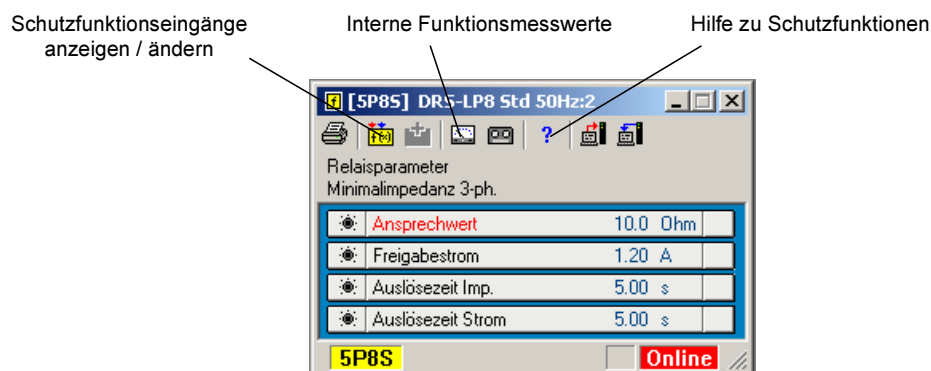 Schutzfunktionseingänge
anzeigen / ändern
Interne Funktionsmesswerte
Hilfe zu Schutzfunktionen
[5P8S] DRS-LP8 Std 50Hz:2
Relaisparameter
Minimalimpedanz 3-ph.
Ansprechwert 10.0 Ohm
Freigabestrom 1.20 A
Auslösezeit Imp. 5.00 s
Auslösezeit Strom 5.00 s
5P8S Online